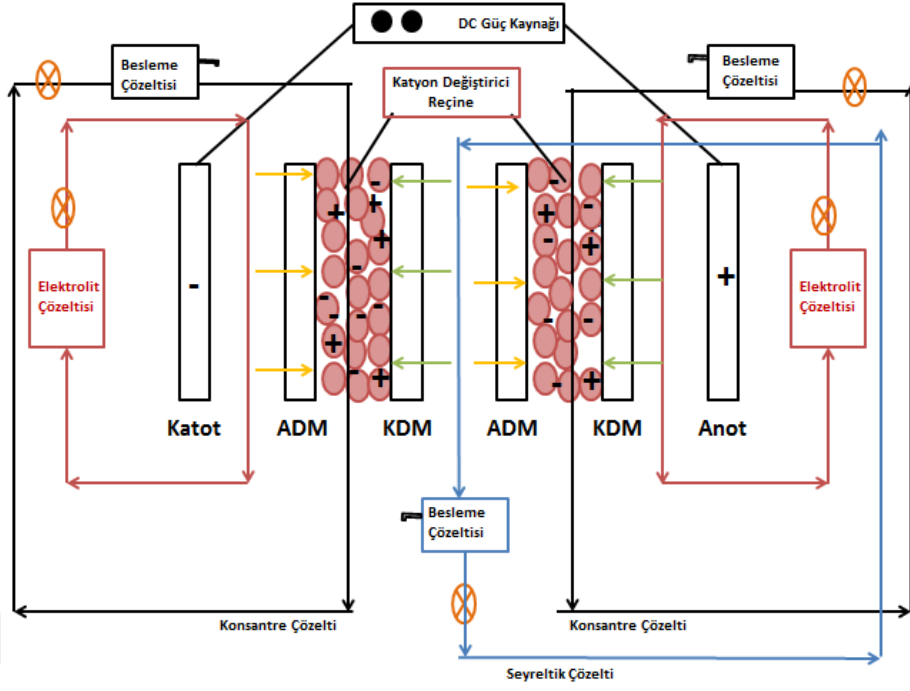 DC Güç Kaynağı
Besleme
Çözeltisi
Besleme
Çözeltisi
Katyon Değiştirici
Reçine
Elektrolit
Çözeltisi
Elektrolit
Çözeltisi
-
+
Katot
ADM
KDM
ADM
KDM
Anot
Besleme
Çözeltisi
Konsantre Çözelti
Konsantre Çözelti
Seyreltik Çözelti